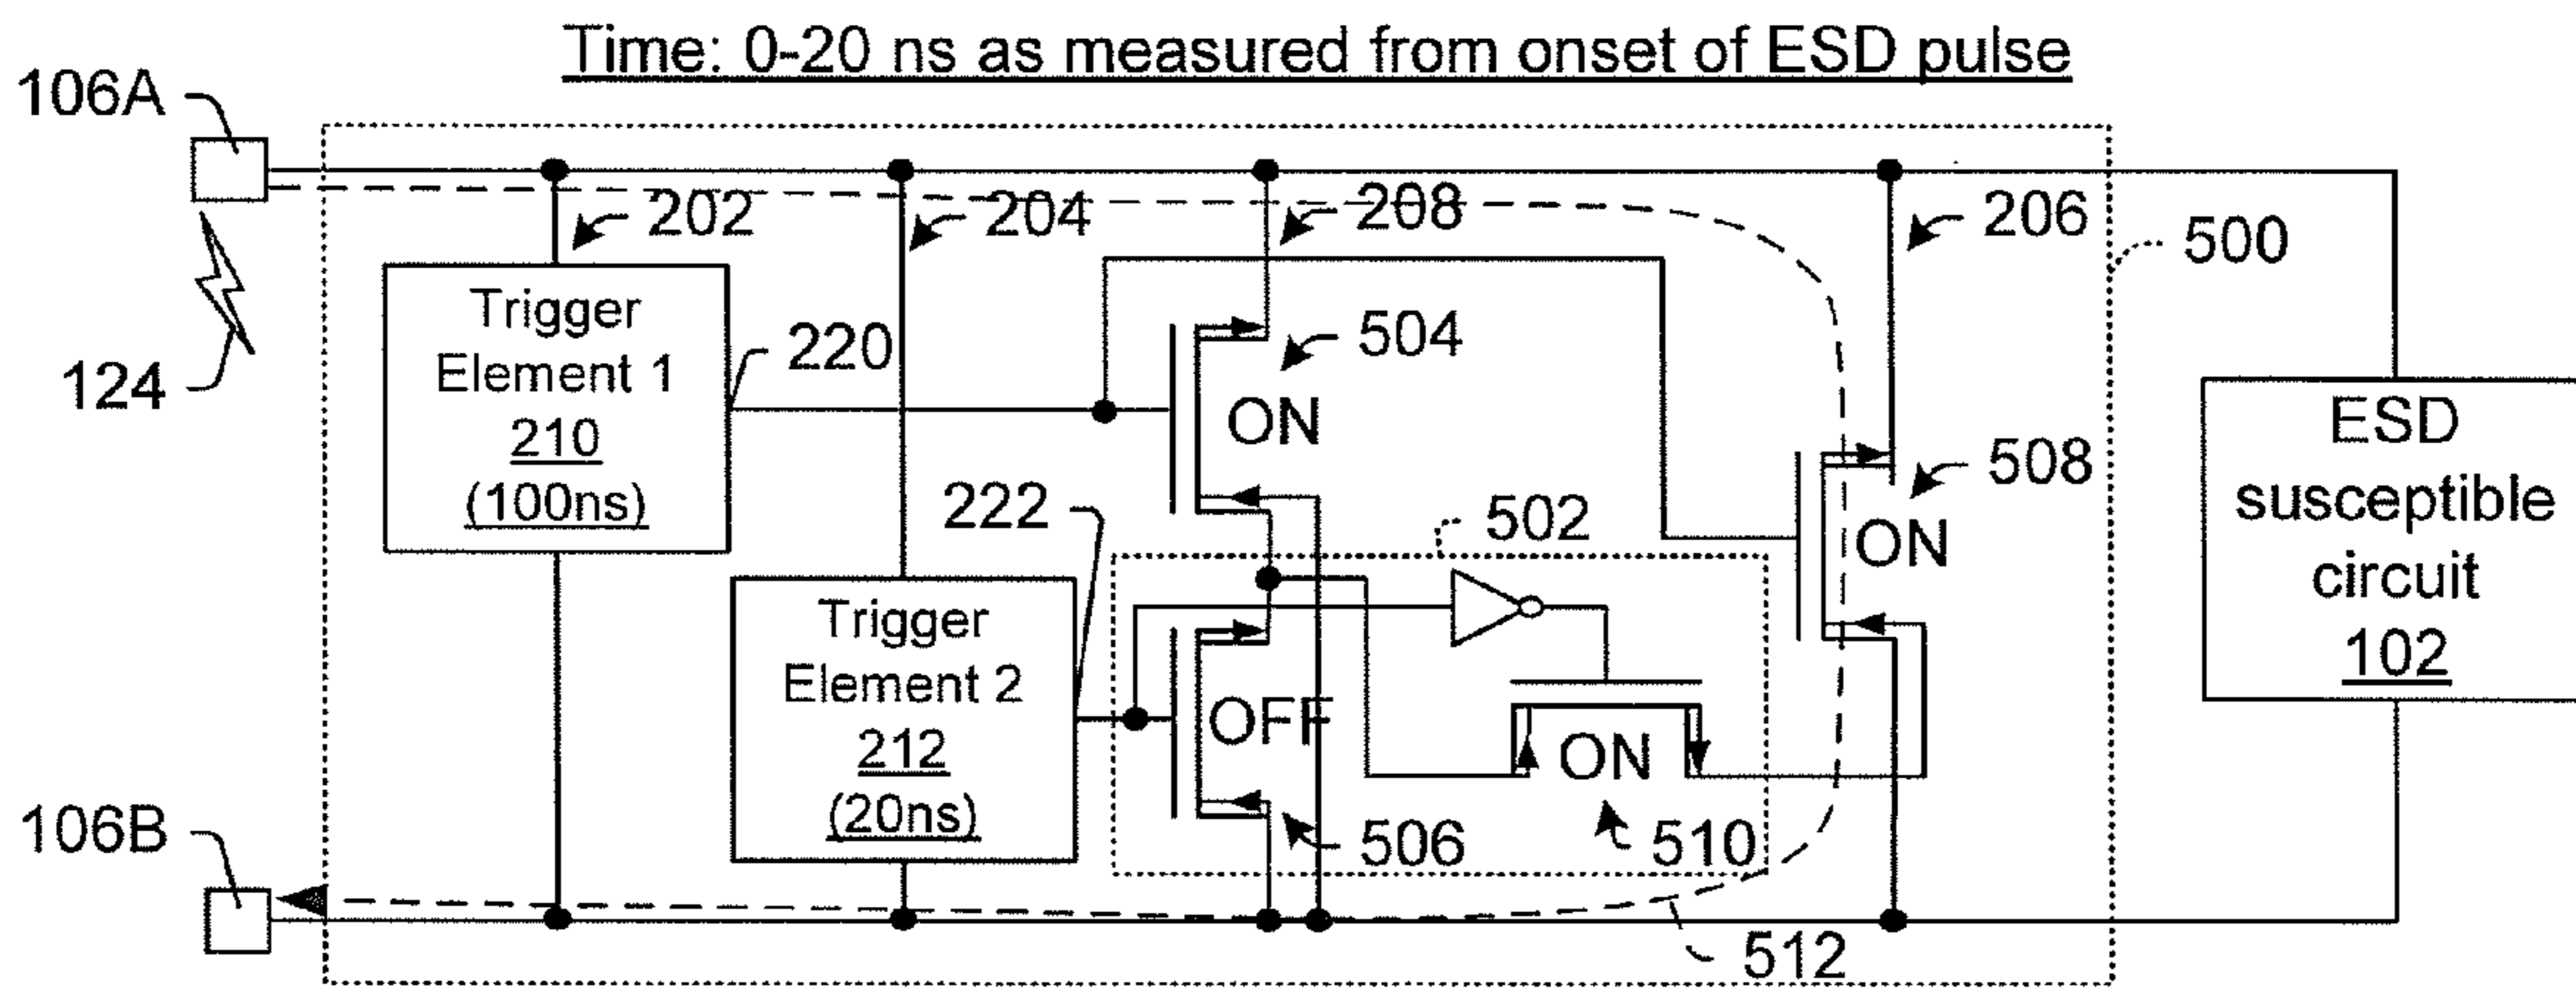 Time: 0-20 ns as measured from onset of ESD pulse
106A
202
204
208
206
500
124
Trigger
Element 1
210
(100ns)
220
504
ON
ESD
susceptible
circuit
102
508
ON
222
502
Trigger
Element 2
212
(20ns)
OFF
ON
506
510
106B
512